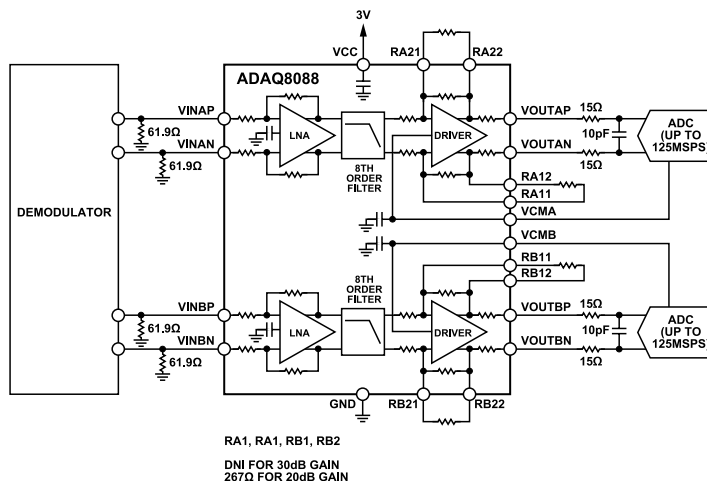 3V
VCC
RA21
RA22
ADAQ8088
VINAP
61.9Ω
VINAN
61.9Ω
LNA
8TH
ORDER
FILTER
DRIVER
VOUTAP
15Ω
10pF
VOUTAN
15Ω
ADC
(UP TO
125MSPS)
RA12
RA11
VCMA
DEMODULATOR
VCMB
RB11
RB12
8TH
ORDER
FILTER
VINBP
61.9Ω
VINBN
61.9Ω
LNA
DRIVER
VOUTBP
15Ω
10pF
VOUTBN
15Ω
ADC
(UP TO
125MSPS)
GND
RB21
RB22
RA1, RA1, RB1, RB2
DNI FOR 30dB GAIN
267Ω FOR 20dB GAIN